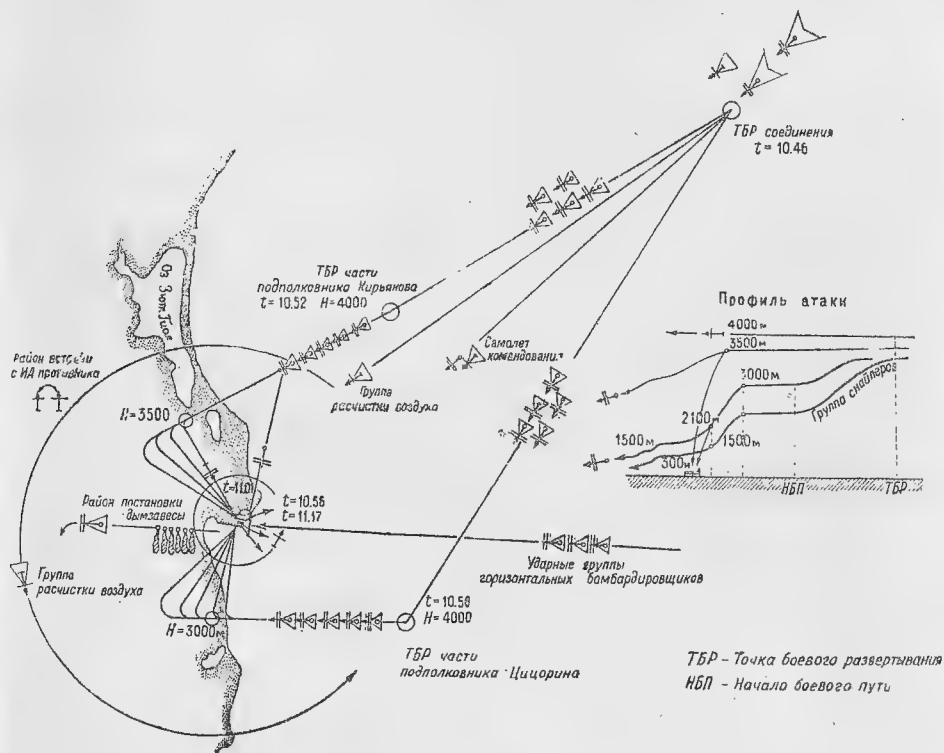 ТБР соединения
t = 10.46
ТБР части
подполковника Кирьянова
t = 10.52 H = 4000
Оз
Профиль атаки
4000 м
3500 м
3000 м
2100 м
1500 м
1500 м
300 м
Группа снайперов
НБП
ТБР
Самолет
командования
Район встречи
с ИА противника
Группа
расчистки воздуха
H = 3500
t = 11.01
t = 10.56
t = 11.17
Район постановки
дымзавесы
Ударные группы
горизонтальных бомбардировщиков
Группа
расчистки воздуха
t = 10.56
H = 4000
H = 3000 м
ТБР части
подполковника Цицорина
ТБР – Точка боевого развертывания
НБП – Начало боевого пути